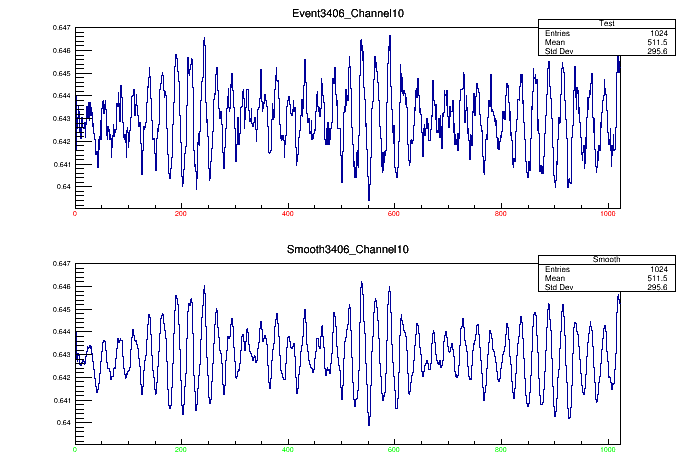 Event3406_Channel10
Test
Entries 1024
Mean 511.5
Std Dev 295.6
0.647
0.646
0.645
0.644
0.643
0.642
0.641
0.64
0 200 400 600 800 1000
Smooth3406_Channel10
Smooth
Entries 1024
Mean 511.5
Std Dev 295.6
0.647
0.646
0.645
0.644
0.643
0.642
0.641
0.64
0 200 400 600 800 1000